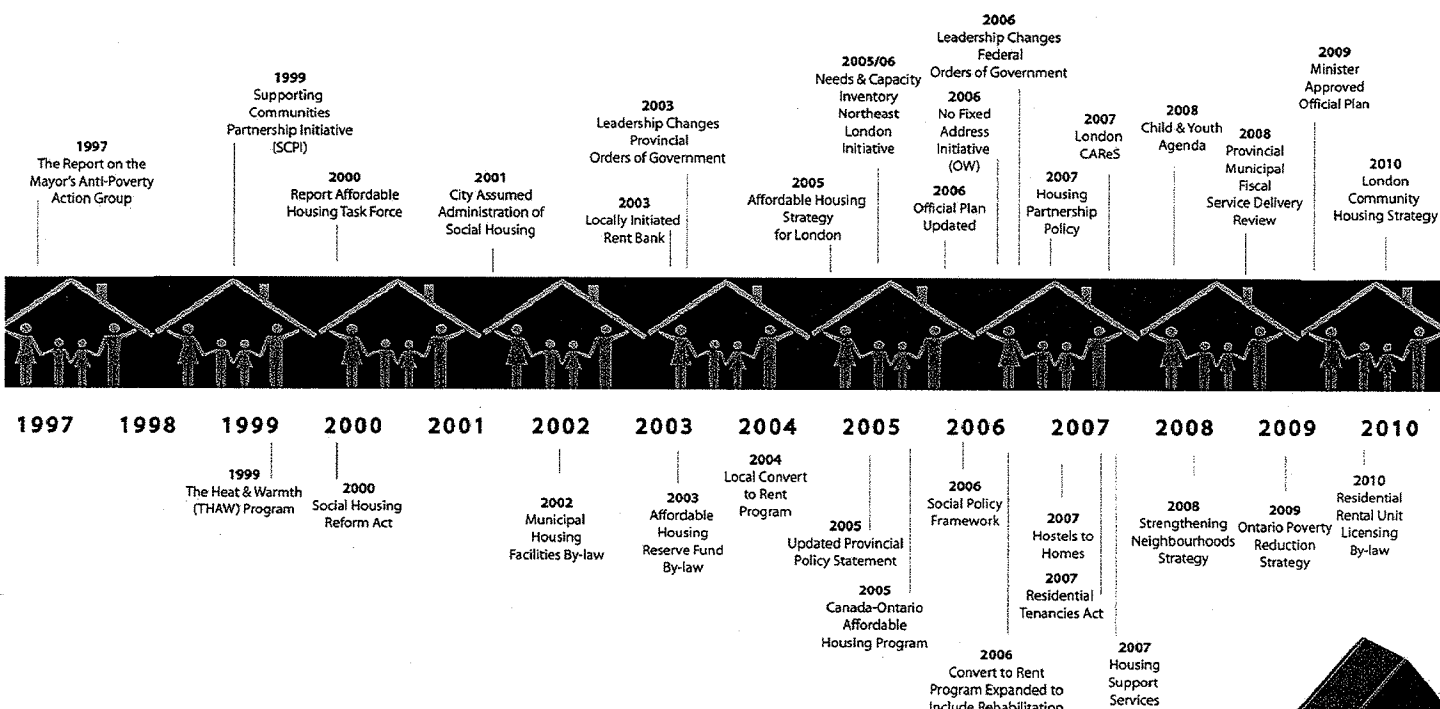 1997
The Report on the
Mayor's Anti-Poverty
Action Group
1999
Supporting
Communities
Partnership Initiative
(SCPI)
2000
Report Affordable
Housing Task Force
2001
City Assumed
Administration of
Social Housing
2003
Leadership Changes
Provincial
Orders of Government
2003
Locally Initiated
Rent Bank
2005
Affordable Housing
Strategy
for London
2005/06
Needs & Capacity
Inventory
Northeast
London
Initiative
2006
Leadership Changes
Federal
Orders of Government
2006
No Fixed
Address
Initiative
(OW)
2006
Official Plan
Updated
2007
Housing
Partnership
Policy
2007
London
CAReS
2008
Child & Youth
Agenda
2008
Provincial
Municipal
Fiscal
Service Delivery
Review
2009
Minister
Approved
Official Plan
2010
London
Community
Housing Strategy
1997 1998 1999 2000 2001 2002 2003 2004 2005 2006 2007 2008 2009 2010
1999
The Heat & Warmth
(THAW) Program
2000
Social Housing
Reform Act
2002
Municipal
Housing
Facilities By-law
2003
Affordable
Housing
Reserve Fund
By-law
2004
Local Convert
to Rent
Program
2005
Updated Provincial
Policy Statement
2005
Canada-Ontario
Affordable
Housing Program
2006
Social Policy
Framework
2006
Convert to Rent
Program Expanded to
Include Rehabilitation
2007
Hostels to
Homes
2007
Residential
Tenancies Act
2007
Housing
Support
Services
2008
Strengthening
Neighbourhoods
Strategy
2009
Ontario Poverty
Reduction
Strategy
2010
Residential
Rental Unit
Licensing
By-law